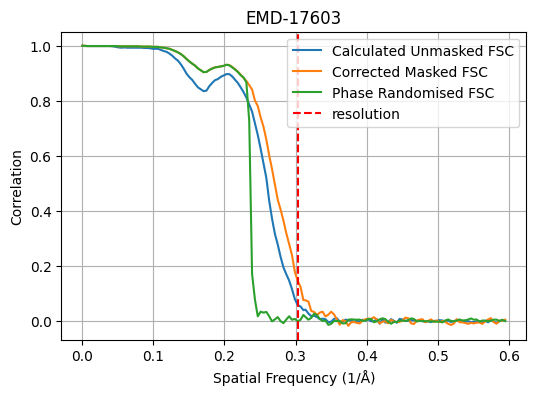 EMD-17603
1.0
0.8
0.6
0.4
0.2
0.0
Correlation
Calculated Unmasked FSC
Corrected Masked FSC
Phase Randomised FSC
resolution
0.0 0.1 0.2 0.3 0.4 0.5 0.6
Spatial Frequency (1/Å)